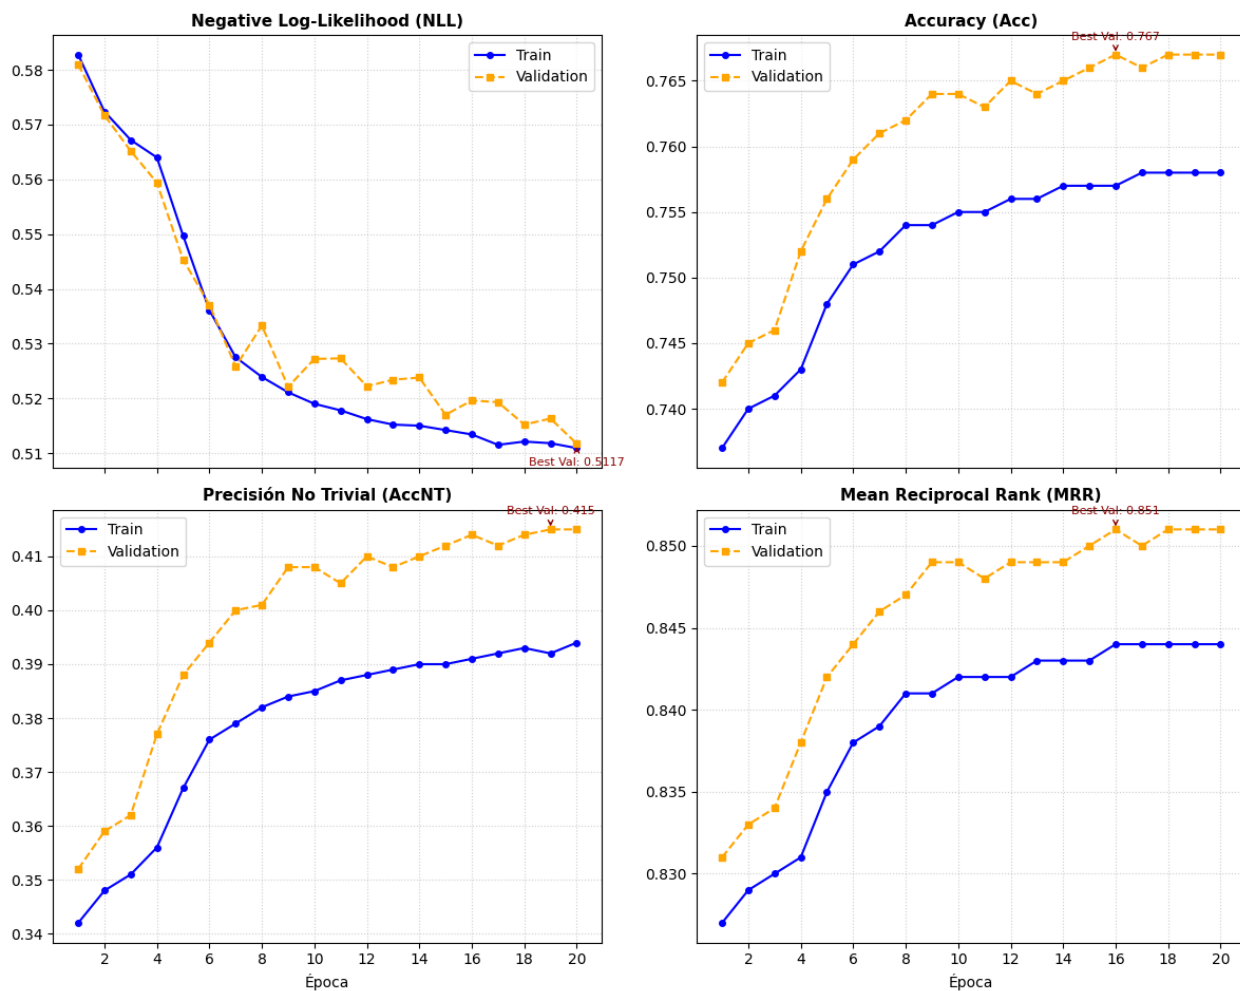 Negative Log-Likelihood (NLL)
Train
Validation
0.58
0.57
0.56
0.55
0.54
0.53
0.52
0.51
Best Val: 0.5117
Accuracy (Acc)
Best Val: 0.767
Train
Validation
0.765
0.760
0.755
0.750
0.745
0.740
Precisión No Trivial (AccNT)
Best Val: 0.415
Train
Validation
0.41
0.40
0.39
0.38
0.37
0.36
0.35
0.34
2 4 6 8 10 12 14 16 18 20
Época
Mean Reciprocal Rank (MRR)
Best Val: 0.851
Train
Validation
0.850
0.845
0.840
0.835
0.830
2 4 6 8 10 12 14 16 18 20
Época